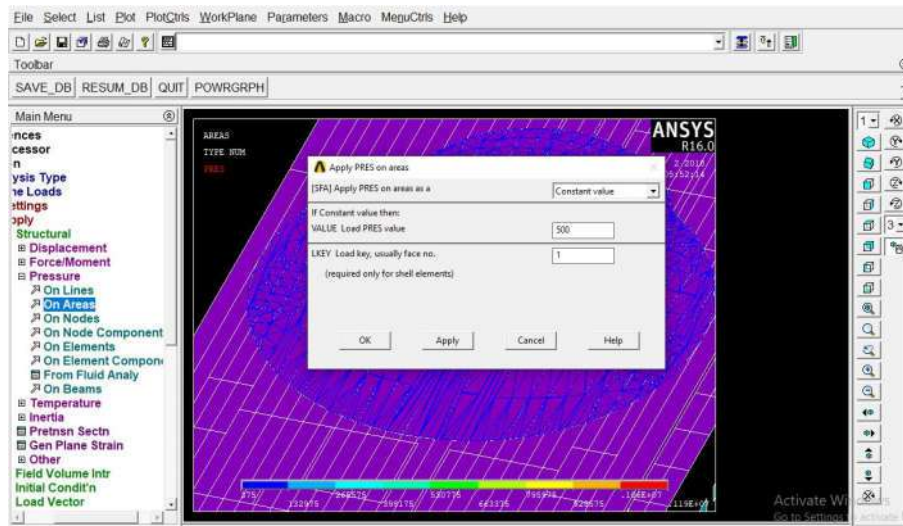 File Select List Plot PlotCtrls WorkPlane Parameters Macro MenuCtrls Help
Toolbar
SAVE_DB RESUM_DB QUIT POWRGRPH
Main Menu
nces
cessor
n
ysis Type
ne Loads
ettings
pply
Structural
Displacement
Force/Moment
Pressure
On Lines
On Areas
On Nodes
On Node Component
On Elements
On Element Compon
From Fluid Analy
On Beams
Temperature
Inertia
Pretnsn Sectn
Gen Plane Strain
Other
Field Volume Intr
Initial Condit'n
Load Vector
AREAS
TYPE NUM
PRES
ANSYS
R16.0
Apply PRES on areas
[SFA] Apply PRES on areas as a Constant value
If Constant value then:
VALUE Load PRES value 500
LKEY Load key, usually face no. 1
(required only for shell elements)
OK Apply Cancel Help
1
3
Activate
Go to Settings